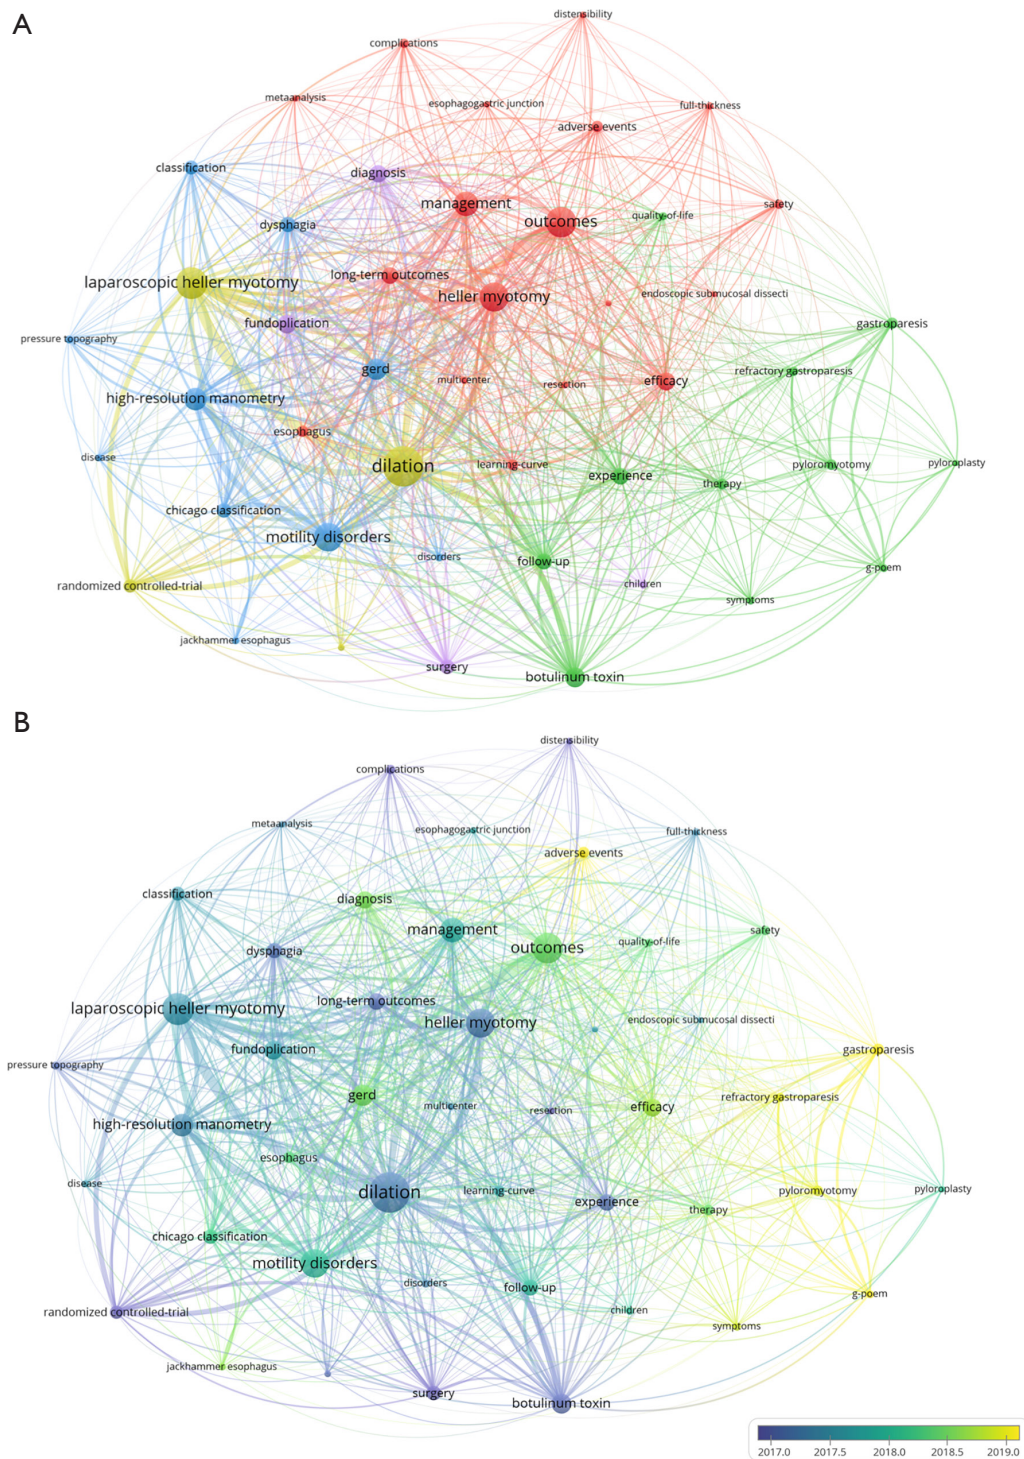 A
distensibility
complications
metaanalysis
esophagogastric junction
full-thickness
adverse events
classification
diagnosis
management
outcomes
safety
quality-of-life
dysphagia
laparoscopic heller myotomy
long-term outcomes
heller myotomy
endoscopic submucosal dissecti
fundoplication
gastroparesis
pressure topography
gerd
multicenter
resection
efficacy
refractory gastroparesis
high-resolution manometry
esophagus
disease
dilation
learning-curve
experience
therapy
pyloromyotomy
pyloroplasty
chicago classification
motility disorders
disorders
follow-up
g-poem
randomized controlled-trial
children
symptoms
jackhammer esophagus
surgery
botulinum toxin
B
distensibility
complications
metaanalysis
esophagogastric junction
full-thickness
adverse events
classification
diagnosis
management
outcomes
safety
quality-of-life
dysphagia
laparoscopic heller myotomy
long-term outcomes
heller myotomy
endoscopic submucosal dissecti
fundoplication
gastroparesis
pressure topography
gerd
multicenter
resection
efficacy
refractory gastroparesis
high-resolution manometry
esophagus
disease
dilation
learning-curve
experience
therapy
pyloromyotomy
pyloroplasty
chicago classification
motility disorders
disorders
follow-up
g-poem
randomized controlled-trial
children
symptoms
jackhammer esophagus
surgery
botulinum toxin
2017.0 2017.5 2018.0 2018.5 2019.0